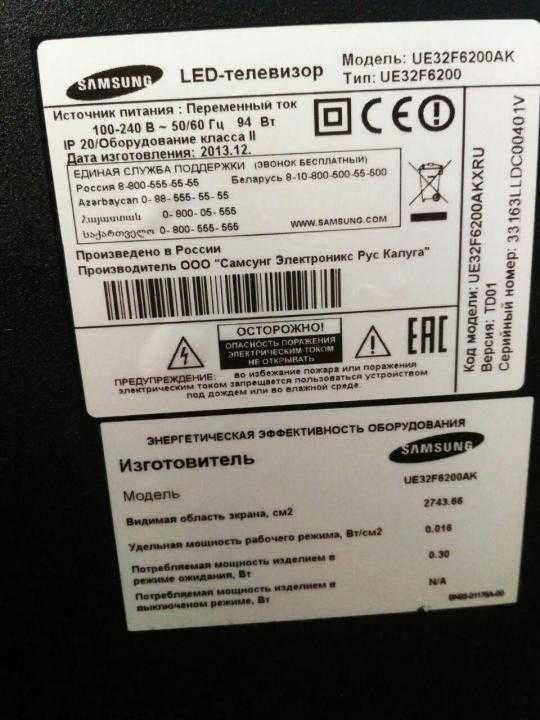 SAMSUNG
LED-телевизор
Модель: UE32F6200AK
Тип: UE32F6200
Источник питания : Переменный ток
100-240 В ~ 50/60 Гц 94 Вт
IP 20/Оборудование класса II
Дата изготовления: 2013.12.
ЕДИНАЯ СЛУЖБА ПОДДЕРЖКИ (ЗВОНОК БЕСПЛАТНЫЙ)
Россия 8-800-555-55-55 Беларусь 8-10-800-500-55-500
Azərbaycan 0- 88- 555- 55- 55
Հայաստան 0- 800- 05- 555
საქართველო 0- 800- 555- 555
WWW.SAMSUNG.COM
Произведено в России
Производитель ООО "Самсунг Электроникс Рус Калуга"
ОСТОРОЖНО!
ОПАСНОСТЬ ПОРАЖЕНИЯ
ЭЛЕКТРИЧЕСКИМ ТОКОМ
НЕ ОТКРЫВАТЬ
EAC
ПРЕДУПРЕЖДЕНИЕ: во избежание пожара или поражения
электрическим током запрещается пользоваться устройством
под дождем или во влажной среде.
Код модели: UE32F6200AKXRU
Версия: TD01
Серийный номер: 33163LLDC00401V
ЭНЕРГЕТИЧЕСКАЯ ЭФФЕКТИВНОСТЬ ОБОРУДОВАНИЯ
Изготовитель SAMSUNG
Модель UE32F6200AK
Видимая область экрана, см2 2743.66
Удельная мощность рабочего режима, Вт/см2 0.016
Потребляемая мощность изделием в
режиме ожидания, Вт 0.30
Потребляемая мощность изделием в
выключеном режиме, Вт N/A
BN68-01176A-00